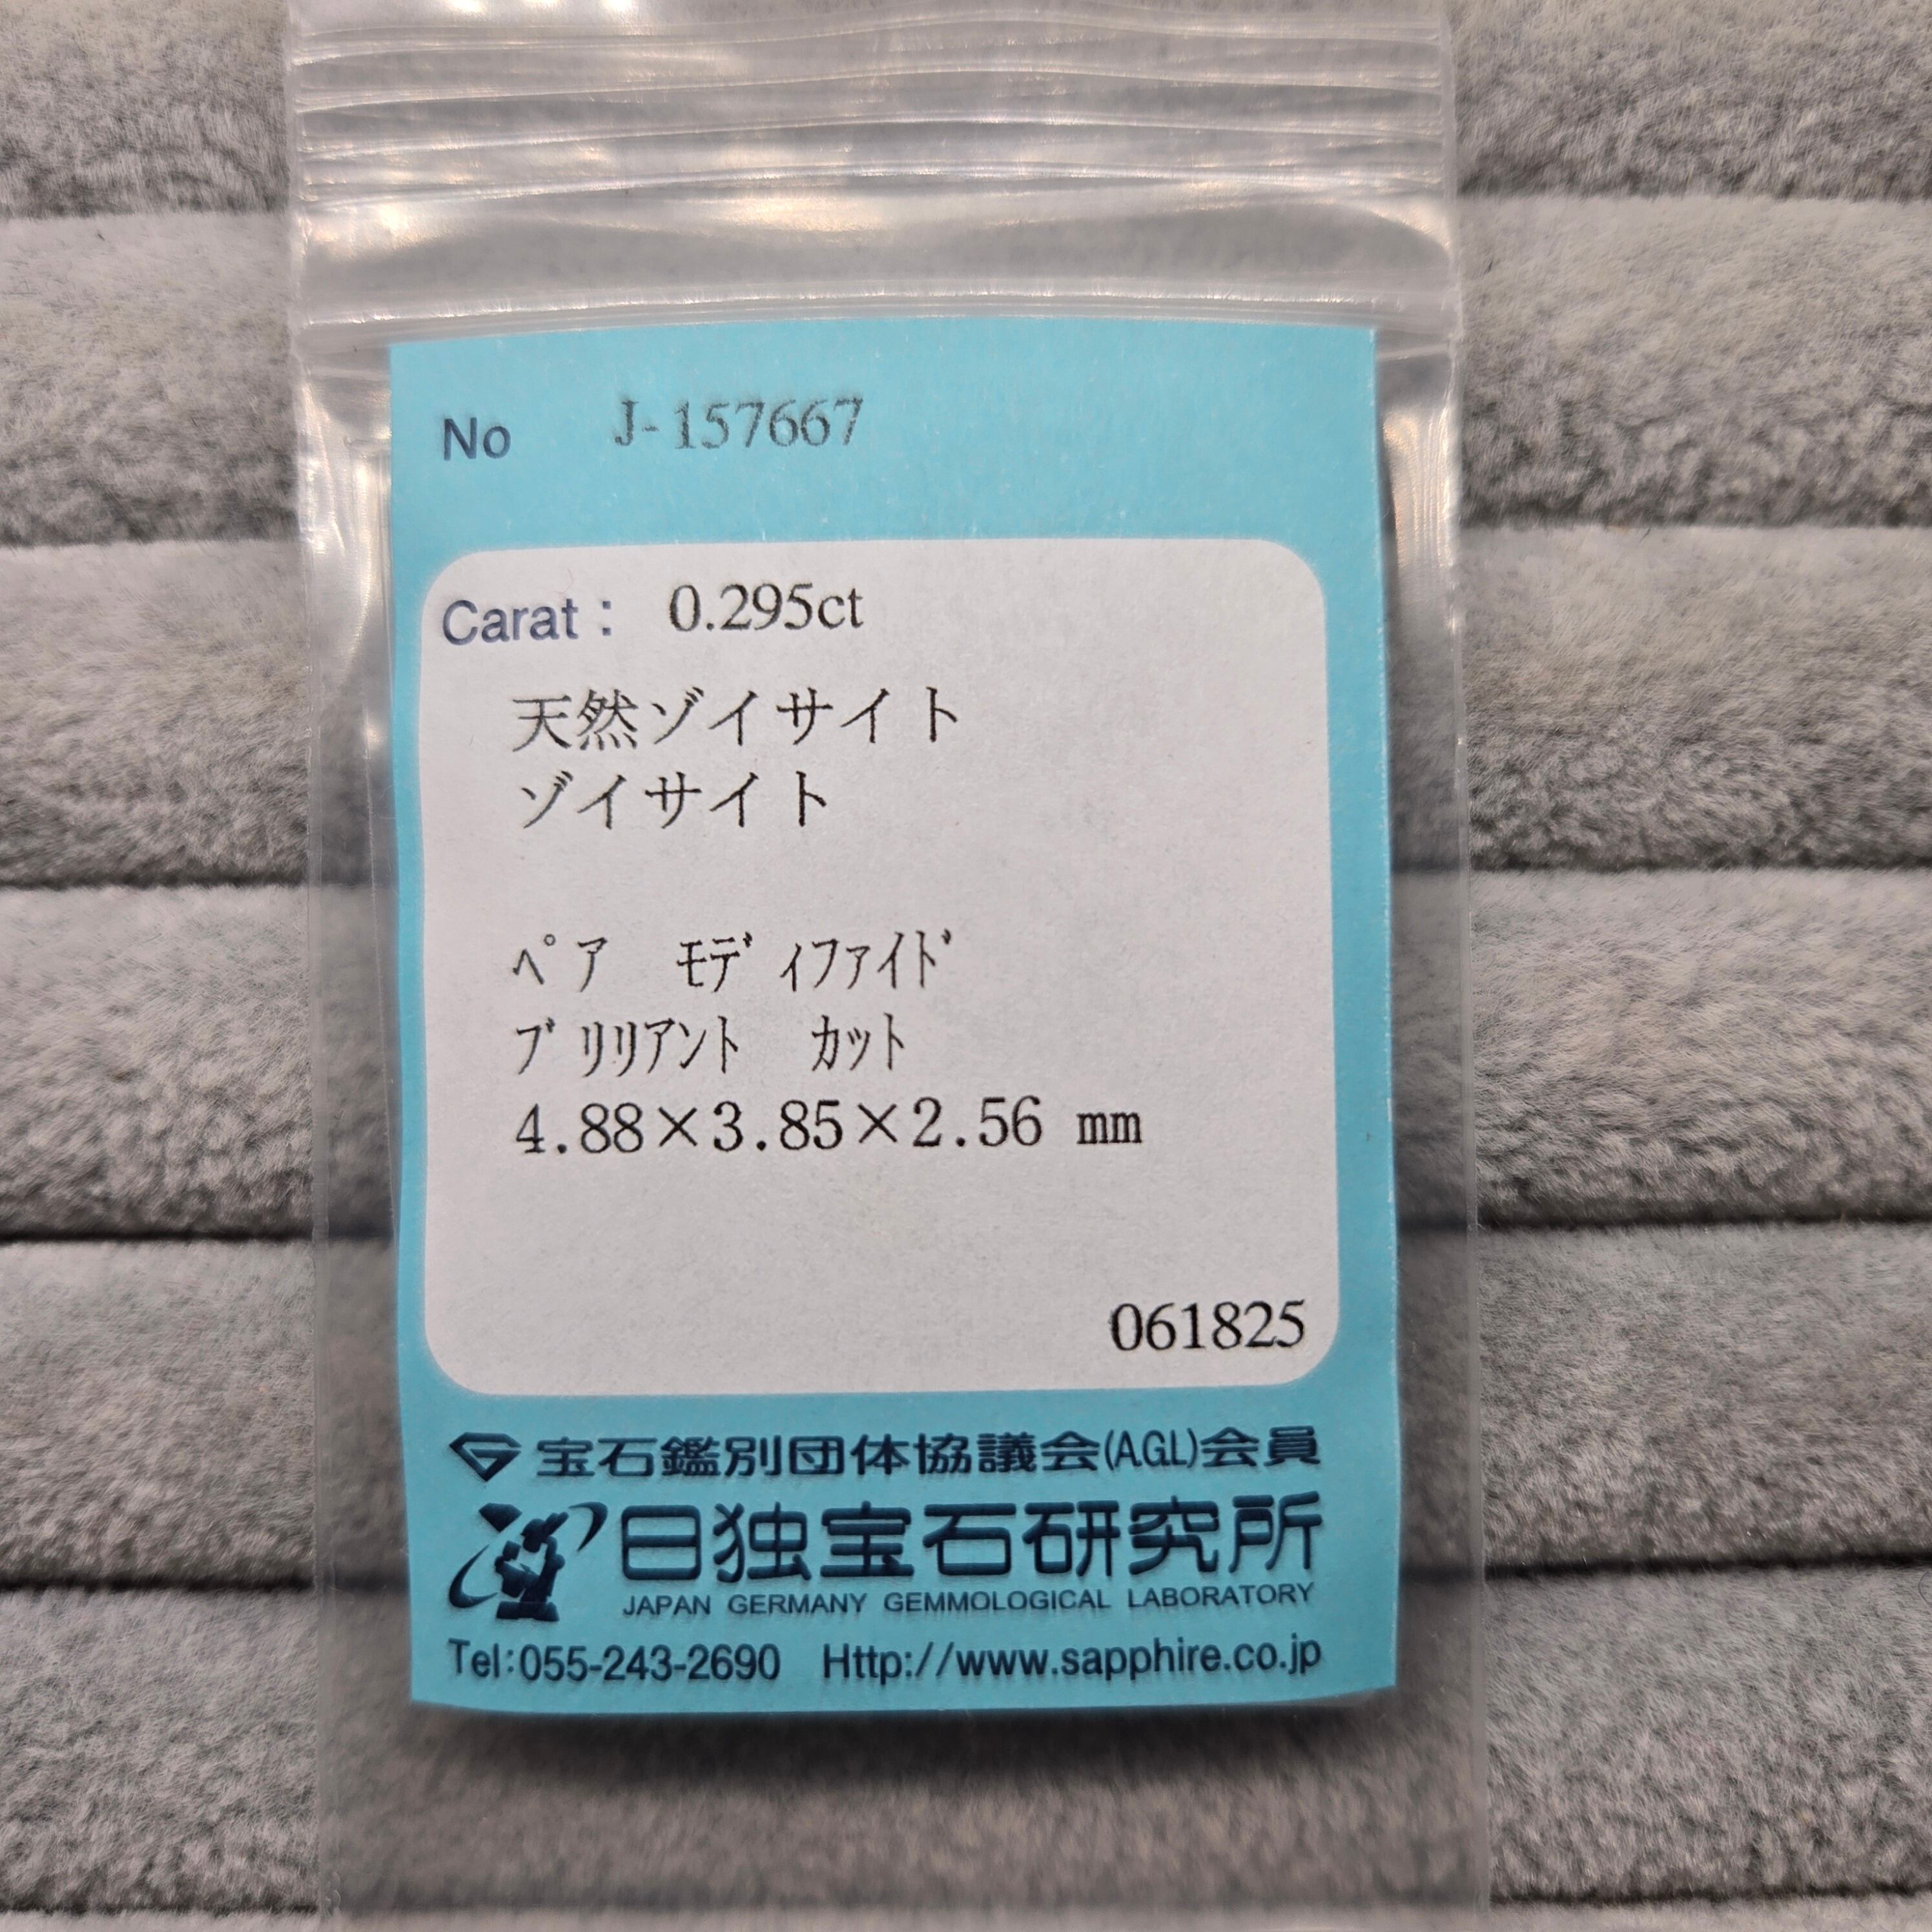 No J-157667
Carat: 0.295ct
天然ゾイサイト
ゾイサイト
ﾍﾟｱ ﾓﾃﾞｨﾌｧｲﾄﾞ
ﾌﾞﾘﾘｱﾝﾄ ｶｯﾄ
4.88×3.85×2.56 mm
061825
宝石鑑別団体協議会(AGL)会員
日独宝石研究所
JAPAN GERMANY GEMMOLOGICAL LABORATORY
Tel:055-243-2690 Http://www.sapphire.co.jp